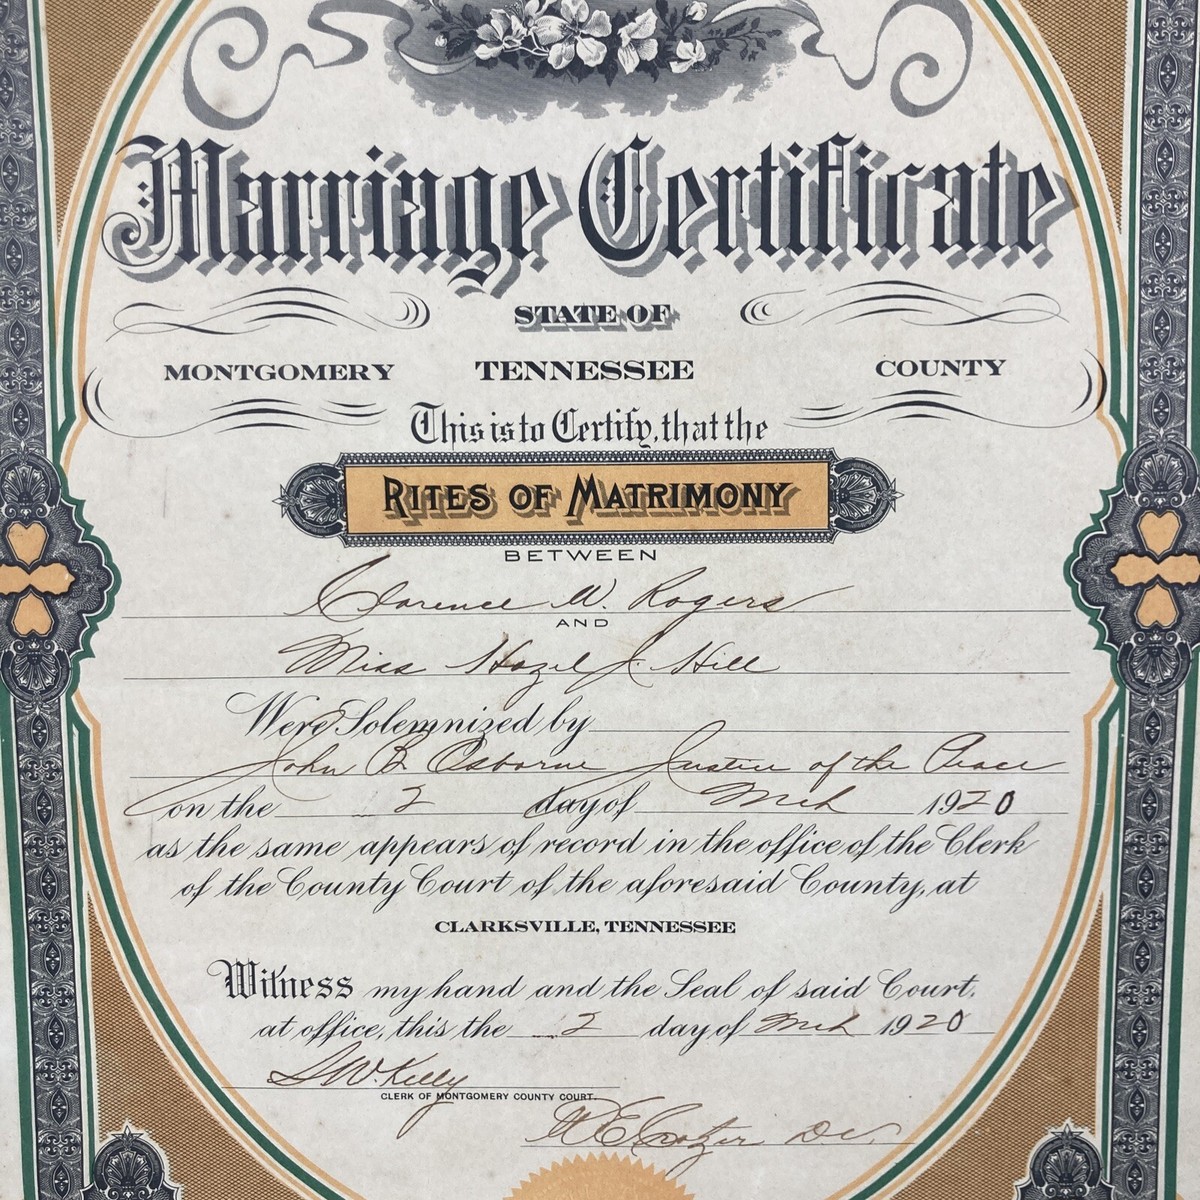 Marriage Certificate
STATE OF
MONTGOMERY TENNESSEE COUNTY
This is to Certify, that the
RITES OF MATRIMONY
BETWEEN
Clarence W. Rogers
AND
Miss Hazel J. Hill
Were Solemnized by
John B. Osborne Justice of the Peace
on the 2 day of Mch 1920
as the same appears of record in the office of the Clerk
of the County Court of the aforesaid County, at
CLARKSVILLE, TENNESSEE
Witness my hand and the Seal of said Court.
at office, this the 2 day of Mch 1920
Kelly
CLERK OF MONTGOMERY COUNTY COURT.